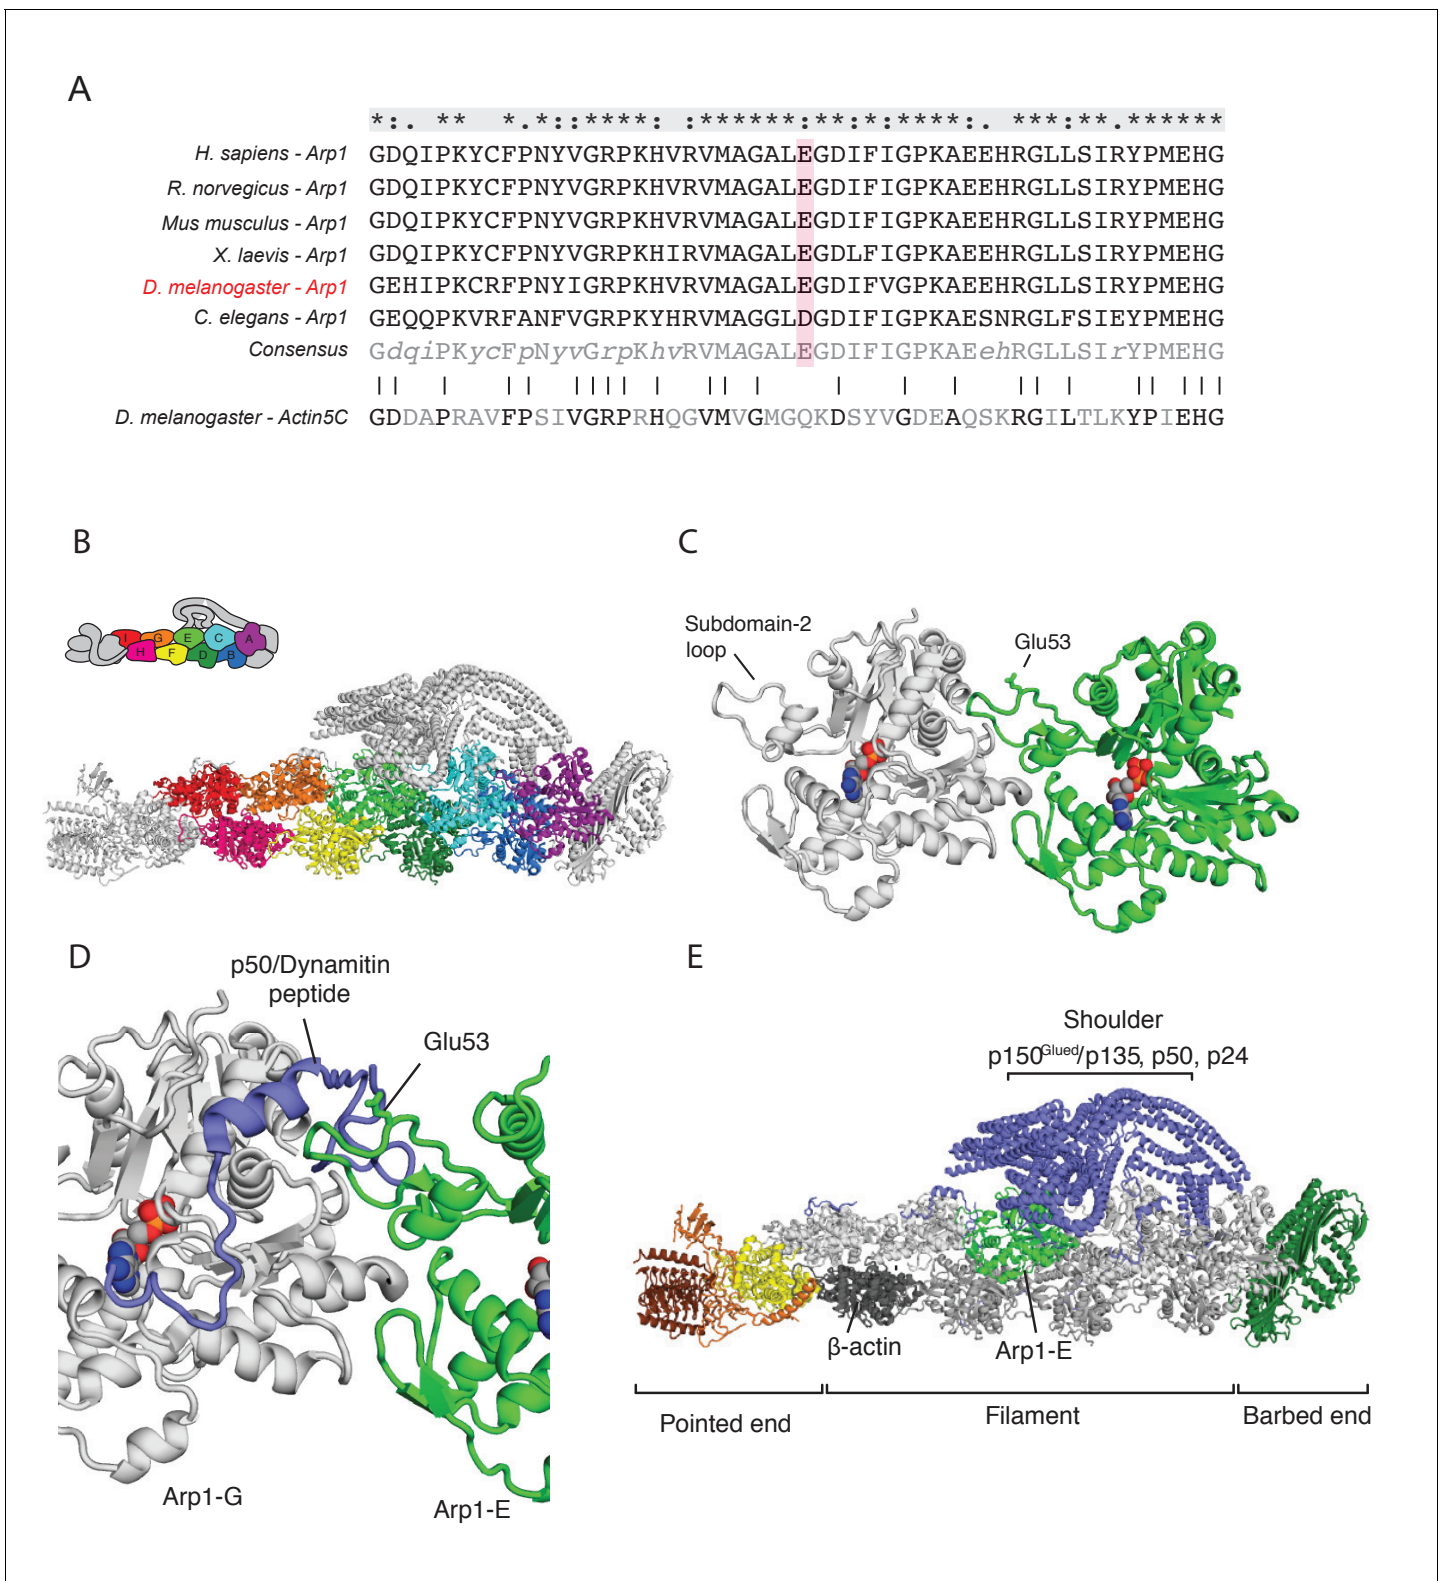 A
*:. ** *.*::****: :******:**:*:****:. ***:**.******
H. sapiens - Arp1 GDQIPKYCFPNYVGRPKHVRVMAGALEGDIFIGPKAEEHRGLLSIRYPMEHG
R. norvegicus - Arp1 GDQIPKYCFPNYVGRPKHVRVMAGALEGDIFIGPKAEEHRGLLSIRYPMEHG
Mus musculus - Arp1 GDQIPKYCFPNYVGRPKHVRVMAGALEGDIFIGPKAEEHRGLLSIRYPMEHG
X. laevis - Arp1 GDQIPKYCFPNYVGRPKHIRVMAGALEGDLFIGPKAEEHRGLLSIRYPMEHG
D. melanogaster - Arp1 GEHIPKCRFPNYIGRPKHVRVMAGALEGDIFVGPKAEEHRGLLSIRYPMEHG
C. elegans - Arp1 GEQQPKVRFANFVGRPKYHRVMAGGLDGDIFIGPKAESNRGLFSIEYPMEHG
Consensus GdqiPKycFpNyvGrpKhvRVMAGALEGDIFIGPKAEehRGLLSIrYPMEHG
D. melanogaster - Actin5C GDDAPRAVFPSIVGRPRHQGVMVGMGQKDSYVGDEAQSKRGILTLKYPIEHG
B
I G E C A
H F D B
C
Subdomain-2
loop
Glu53
D
p50/Dynamitin
peptide
Glu53
Arp1-G
Arp1-E
E
Shoulder
p150Glued/p135, p50, p24
β-actin
Arp1-E
Pointed end
Filament
Barbed end